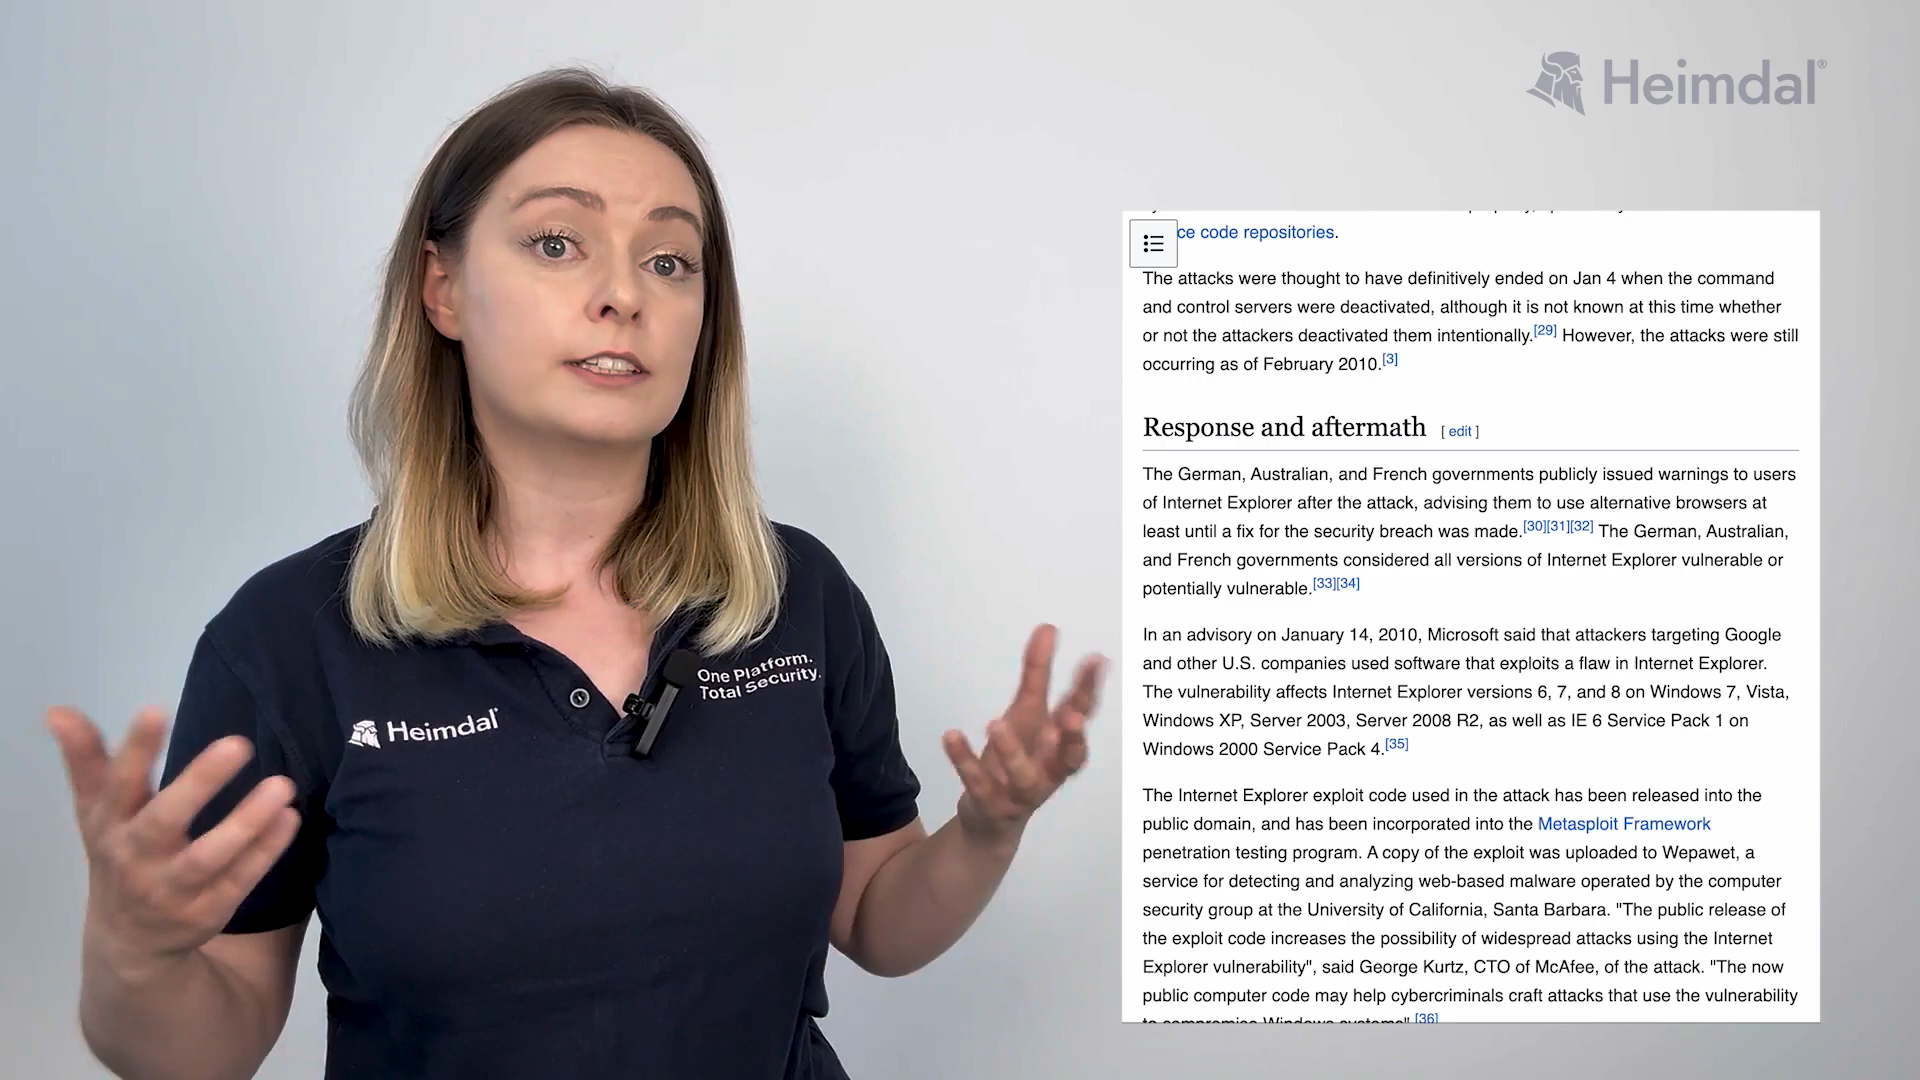 Heimdal®
ce code repositories.
The attacks were thought to have definitively ended on Jan 4 when the command
and control servers were deactivated, although it is not known at this time whether
or not the attackers deactivated them intentionally.[29] However, the attacks were still
occurring as of February 2010.[3]
Response and aftermath [ edit ]
The German, Australian, and French governments publicly issued warnings to users
of Internet Explorer after the attack, advising them to use alternative browsers at
least until a fix for the security breach was made.[30][31][32] The German, Australian,
and French governments considered all versions of Internet Explorer vulnerable or
potentially vulnerable.[33][34]
In an advisory on January 14, 2010, Microsoft said that attackers targeting Google
and other U.S. companies used software that exploits a flaw in Internet Explorer.
The vulnerability affects Internet Explorer versions 6, 7, and 8 on Windows 7, Vista,
Windows XP, Server 2003, Server 2008 R2, as well as IE 6 Service Pack 1 on
Windows 2000 Service Pack 4.[35]
The Internet Explorer exploit code used in the attack has been released into the
public domain, and has been incorporated into the Metasploit Framework
penetration testing program. A copy of the exploit was uploaded to Wepawet, a
service for detecting and analyzing web-based malware operated by the computer
security group at the University of California, Santa Barbara. "The public release of
the exploit code increases the possibility of widespread attacks using the Internet
Explorer vulnerability", said George Kurtz, CTO of McAfee, of the attack. "The now
public computer code may help cybercriminals craft attacks that use the vulnerability
to compromise Windows systems".[36]
One Platform.
Total Security.
Heimdal